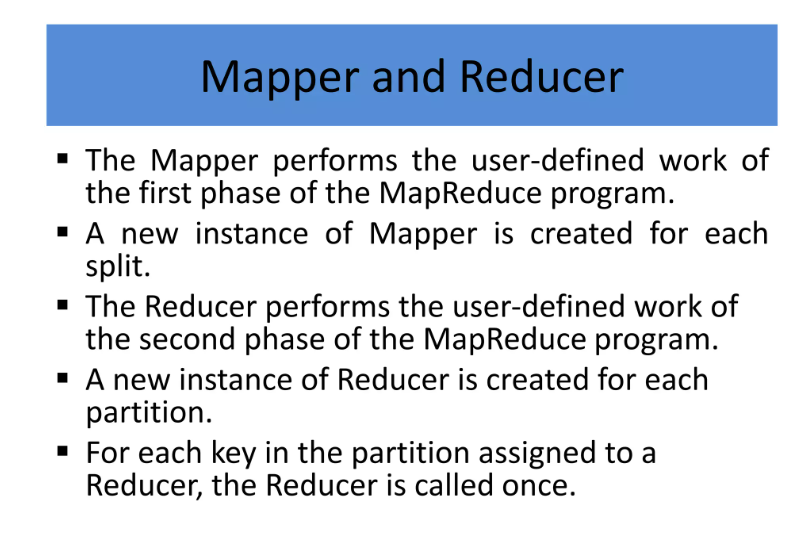 Mapper and Reducer
▪ The Mapper performs the user-defined work of
the first phase of the MapReduce program.
▪ A new instance of Mapper is created for each
split.
▪ The Reducer performs the user-defined work of
the second phase of the MapReduce program.
▪ A new instance of Reducer is created for each
partition.
▪ For each key in the partition assigned to a
Reducer, the Reducer is called once.